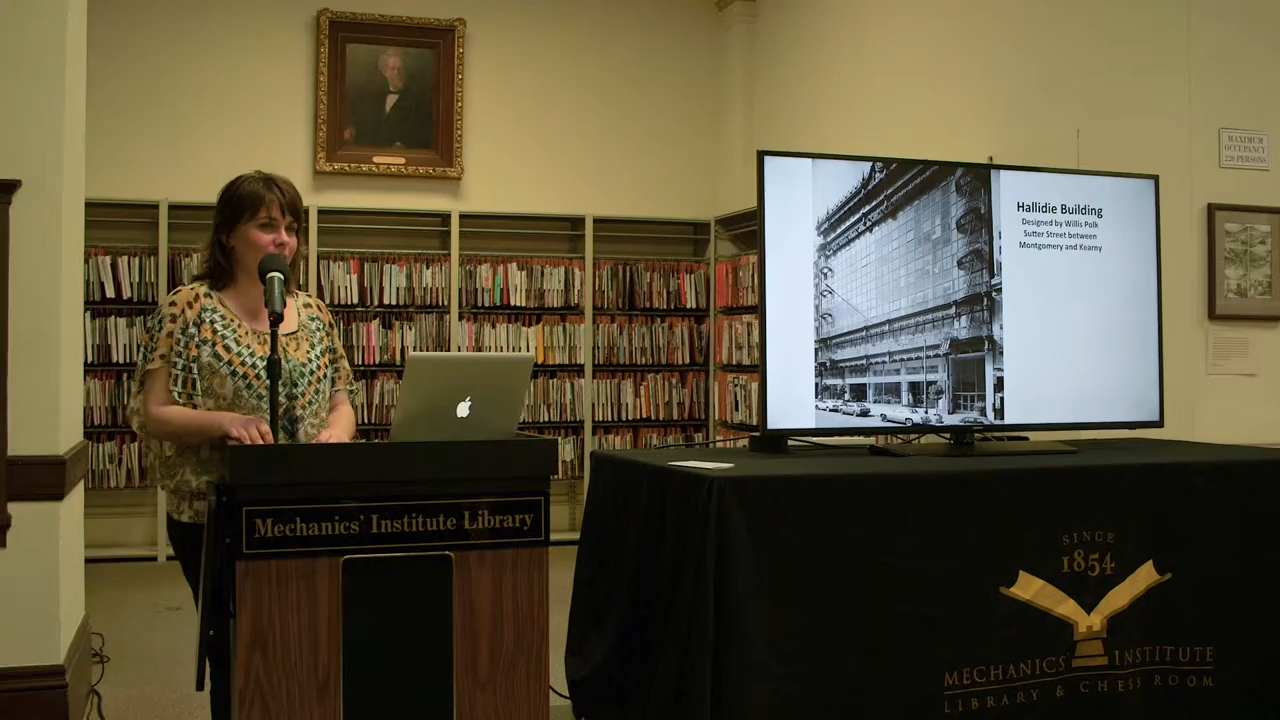 MAXIMUM
OCCUPANCY
220 PERSONS
Hallidie Building
Designed by Willis Polk
Sutter Street between
Montgomery and Kearny
Mechanics' Institute Library
SINCE
1854
MECHANICS' INSTITUTE
LIBRARY & CHESS ROOM